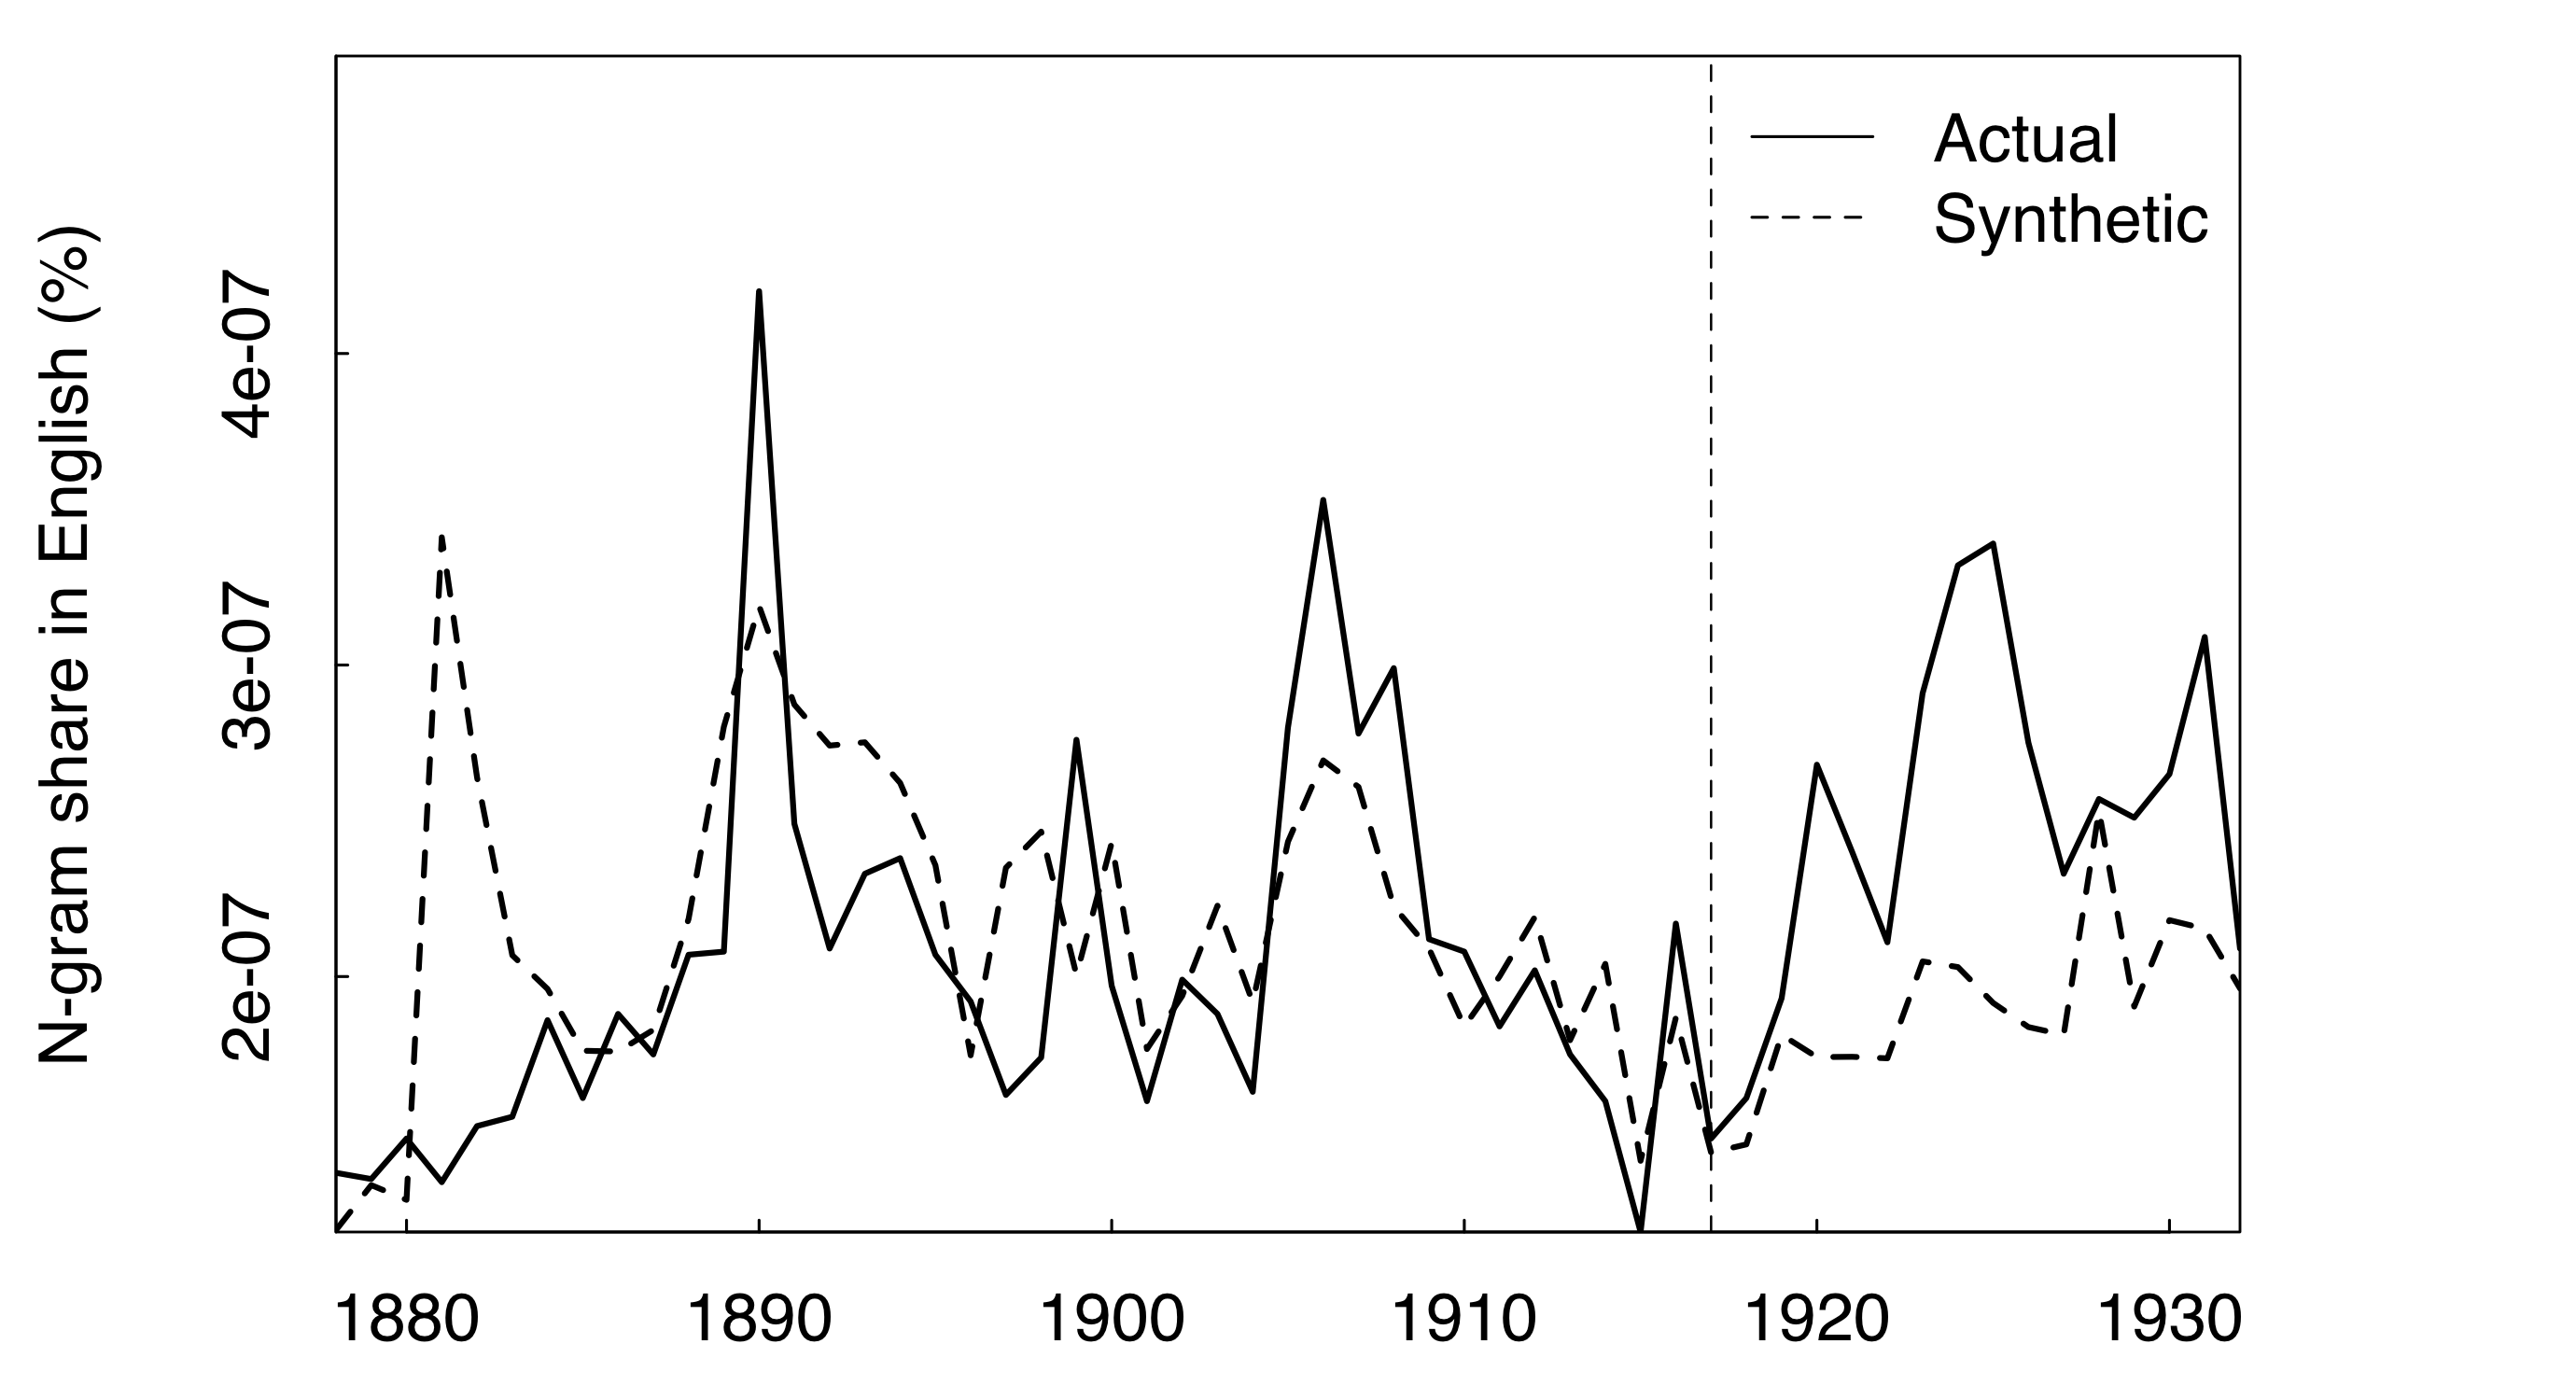 N-gram share in English (%)
4e-07
3e-07
2e-07
Actual
Synthetic
1880 1890 1900 1910 1920 1930